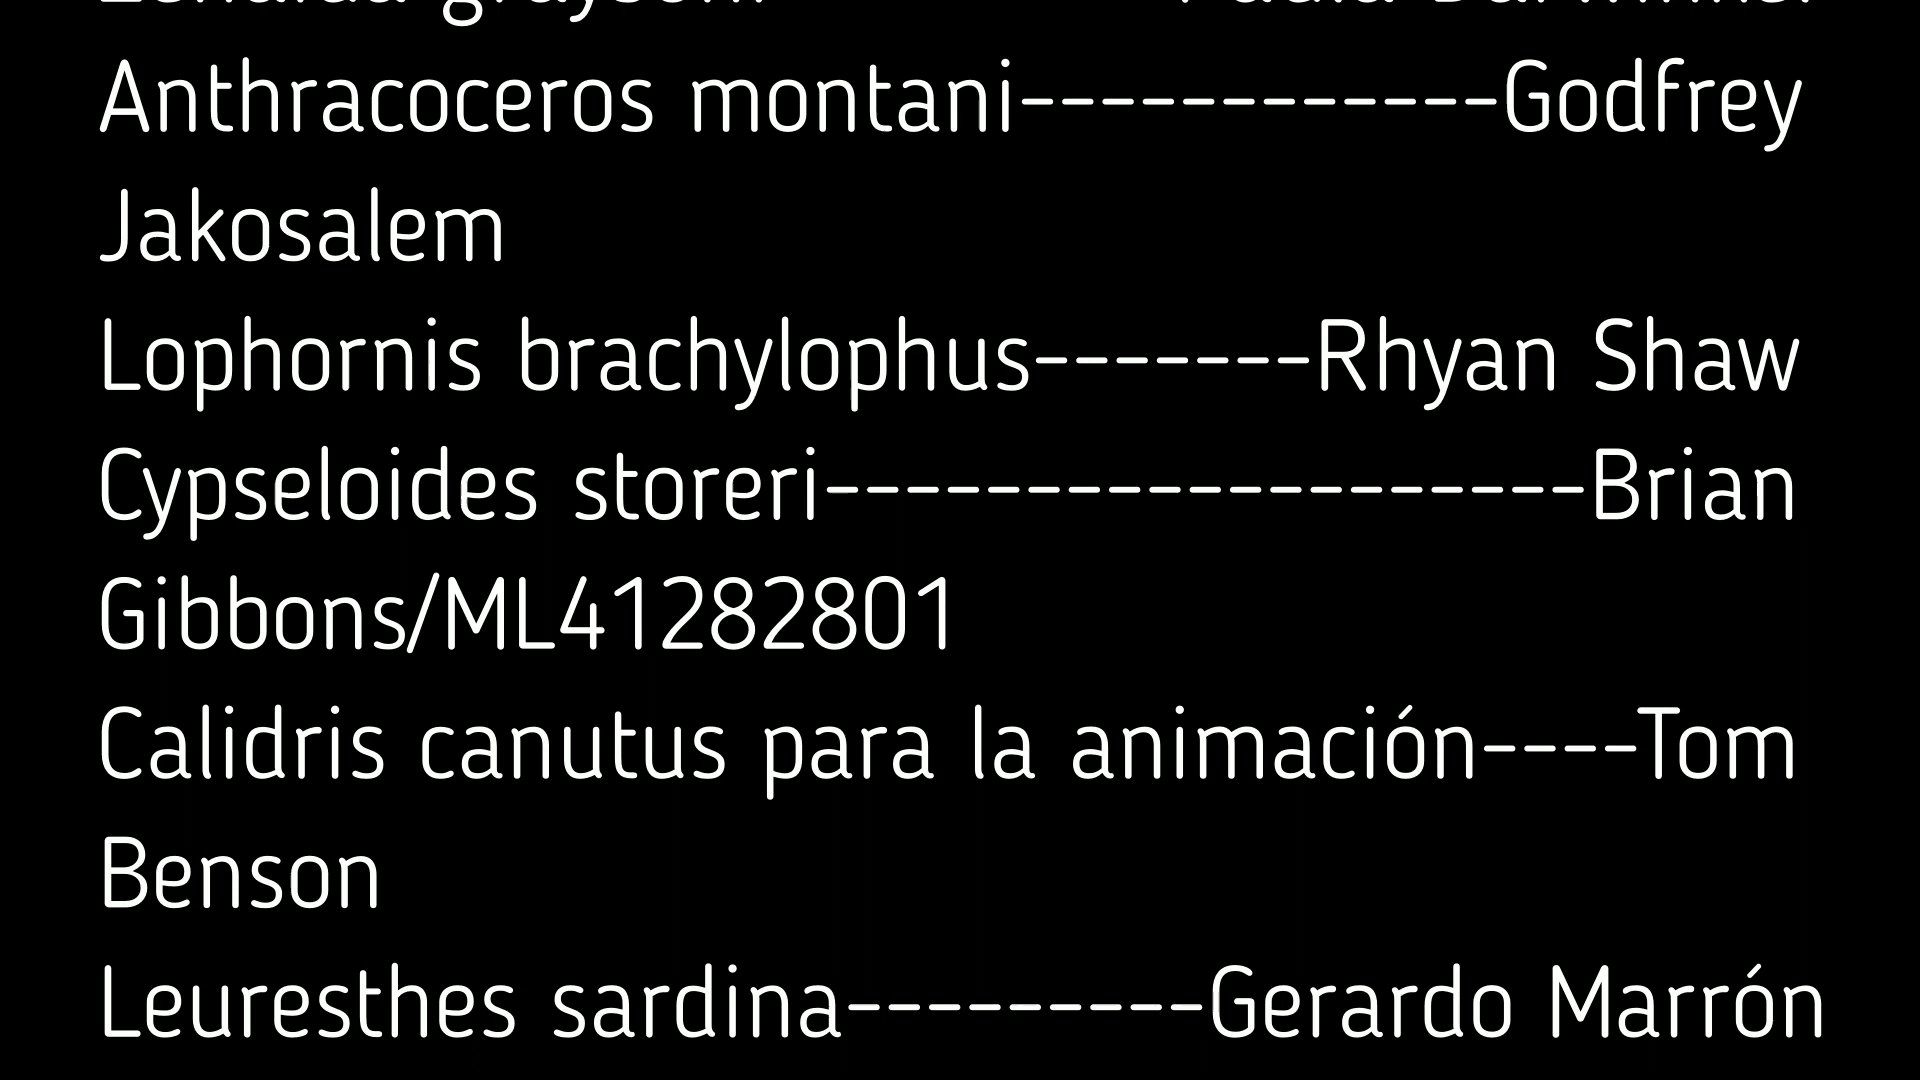 Anthracoceros montani------------Godfrey
Jakosalem
Lophornis brachylophus-------Rhyan Shaw
Cypseloides storeri-------------------Brian
Gibbons/ML41282801
Calidris canutus para la animación----Tom
Benson
Leuresthes sardina---------Gerardo Marrón